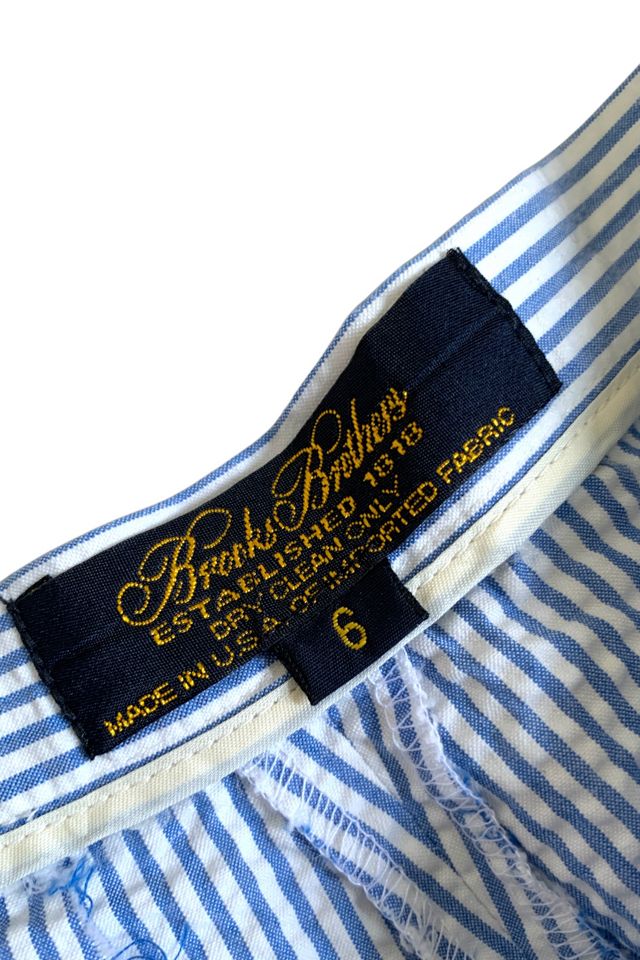 Brooks Brothers
ESTABLISHED 1818
DRY CLEAN ONLY
MADE IN U.S.A. OF IMPORTED FABRIC
6